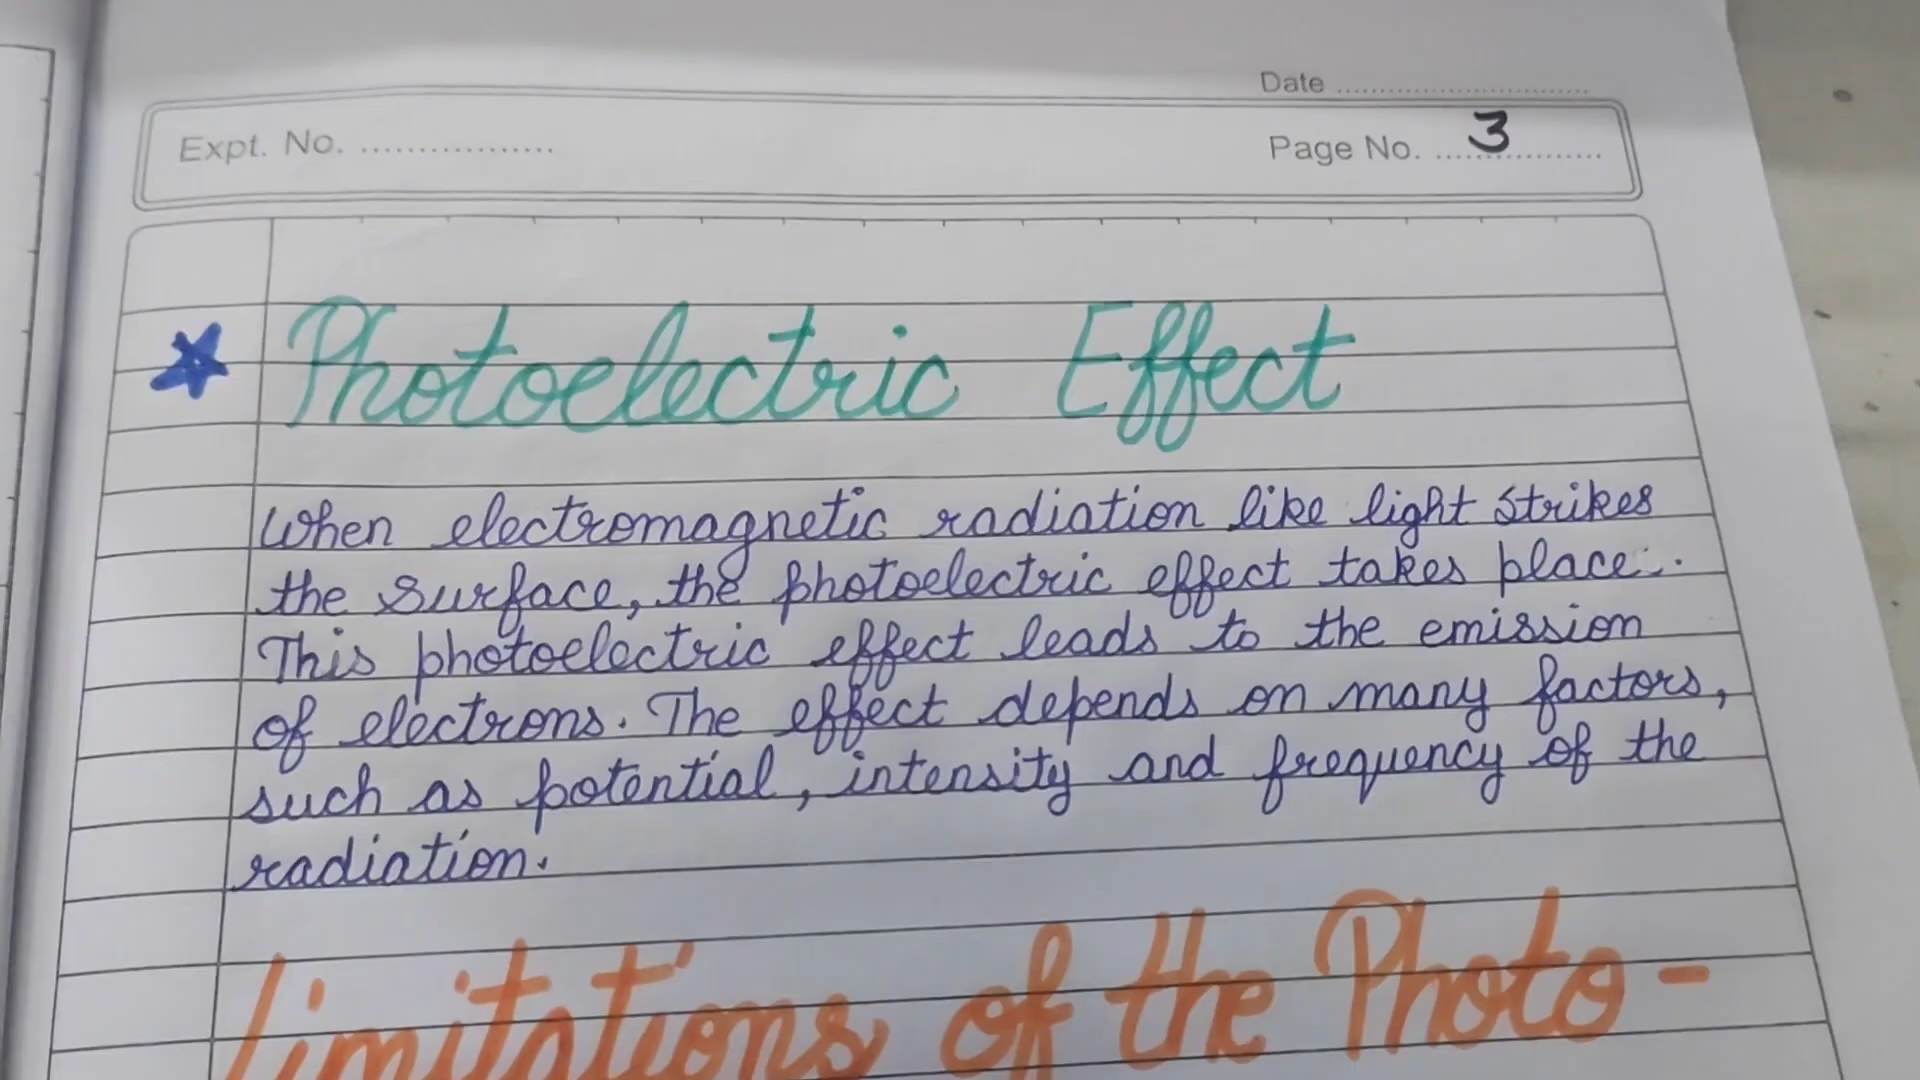 Date
Expt. No.
Page No. 3
Photoelectric Effect
When electromagnetic radiation like light strikes
the surface, the photoelectric effect takes place.
This photoelectric effect leads to the emission
of electrons. The effect depends on many factors,
such as potential, intensity and frequency of the
radiation.
Limitations of the Photo-